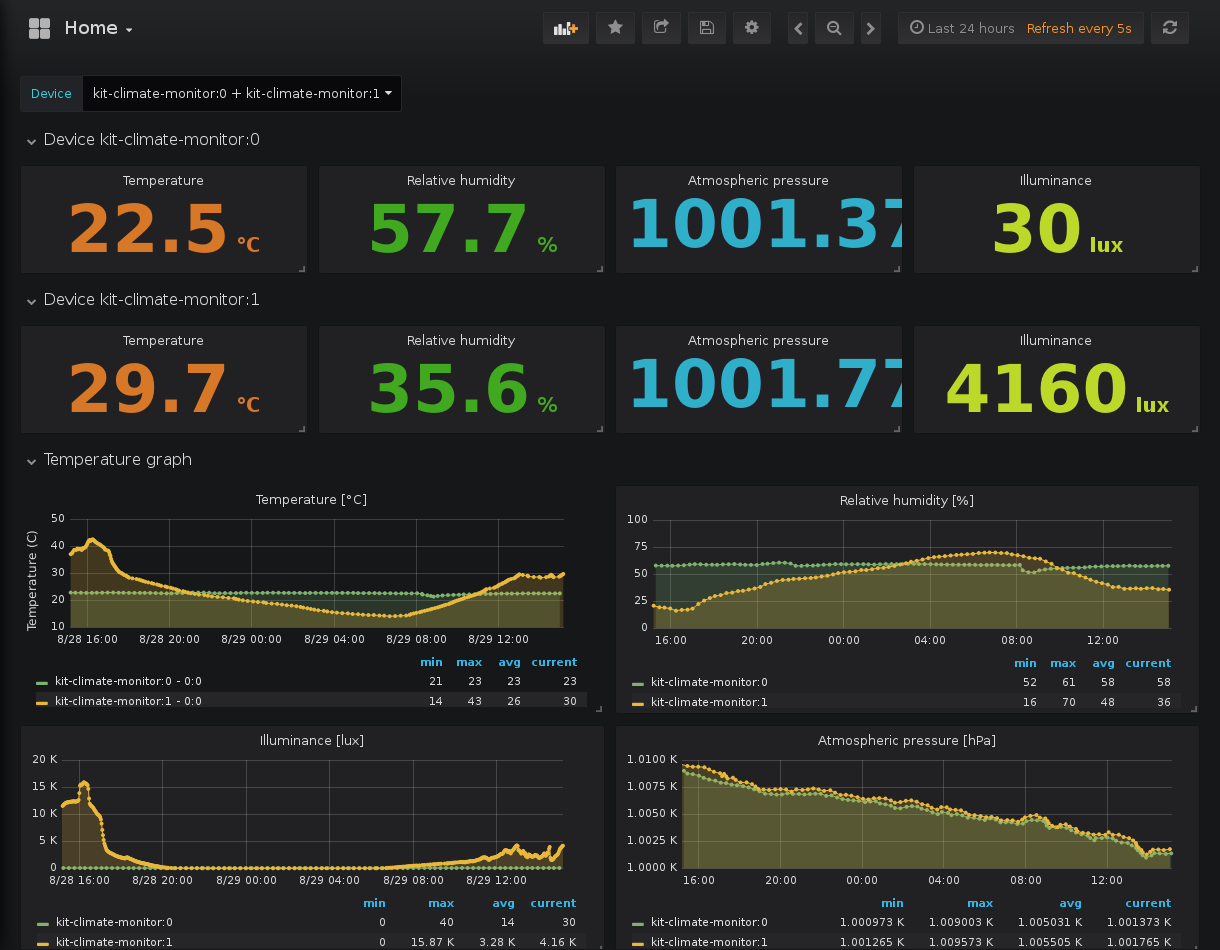 Home
Last 24 hours Refresh every 5s
Device kit-climate-monitor:0 + kit-climate-monitor:1
Device kit-climate-monitor:0
Temperature Relative humidity Atmospheric pressure Illuminance
22.5 °C 57.7 % 1001.37 30 lux
Device kit-climate-monitor:1
Temperature Relative humidity Atmospheric pressure Illuminance
29.7 °C 35.6 % 1001.77 4160 lux
Temperature graph
Temperature [°C]
Temperature (C)
50
40
30
20
10
8/28 16:00 8/28 20:00 8/29 00:00 8/29 04:00 8/29 08:00 8/29 12:00
min max avg current
kit-climate-monitor:0 - 0:0 21 23 23 23
kit-climate-monitor:1 - 0:0 14 43 26 30
Relative humidity [%]
100
75
50
25
0
16:00 20:00 00:00 04:00 08:00 12:00
min max avg current
kit-climate-monitor:0 52 61 58 58
kit-climate-monitor:1 16 70 48 36
Illuminance [lux]
20 K
15 K
10 K
5 K
0
8/28 16:00 8/28 20:00 8/29 00:00 8/29 04:00 8/29 08:00 8/29 12:00
min max avg current
kit-climate-monitor:0 0 40 14 30
kit-climate-monitor:1 0 15.87 K 3.28 K 4.16 K
Atmospheric pressure [hPa]
1.0100 K
1.0075 K
1.0050 K
1.0025 K
1.0000 K
16:00 20:00 00:00 04:00 08:00 12:00
min max avg current
kit-climate-monitor:0 1.000973 K 1.009003 K 1.005031 K 1.001373 K
kit-climate-monitor:1 1.001265 K 1.009573 K 1.005505 K 1.001765 K